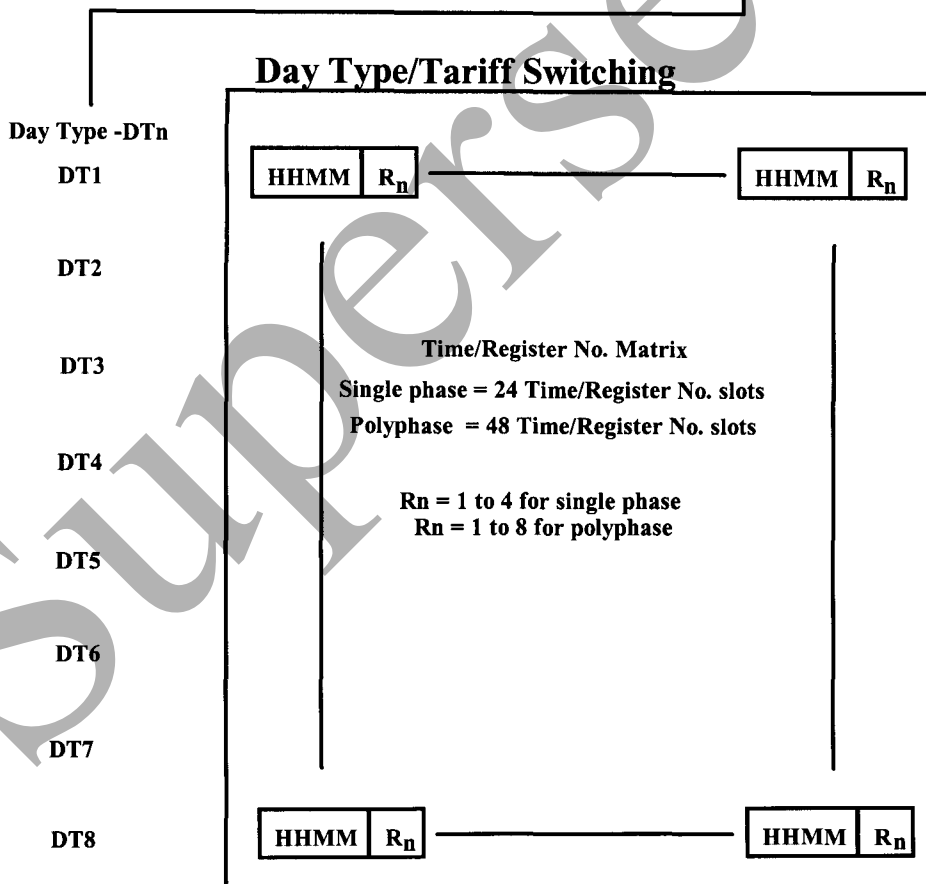 Day Type/Tariff Switching
Day Type -DTn
DT1
HHMM Rn HHMM Rn
DT2
DT3
Time/Register No. Matrix
Single phase = 24 Time/Register No. slots
Polyphase = 48 Time/Register No. slots
DT4
Rn = 1 to 4 for single phase
Rn = 1 to 8 for polyphase
DT5
DT6
DT7
DT8
HHMM Rn HHMM Rn
Superse